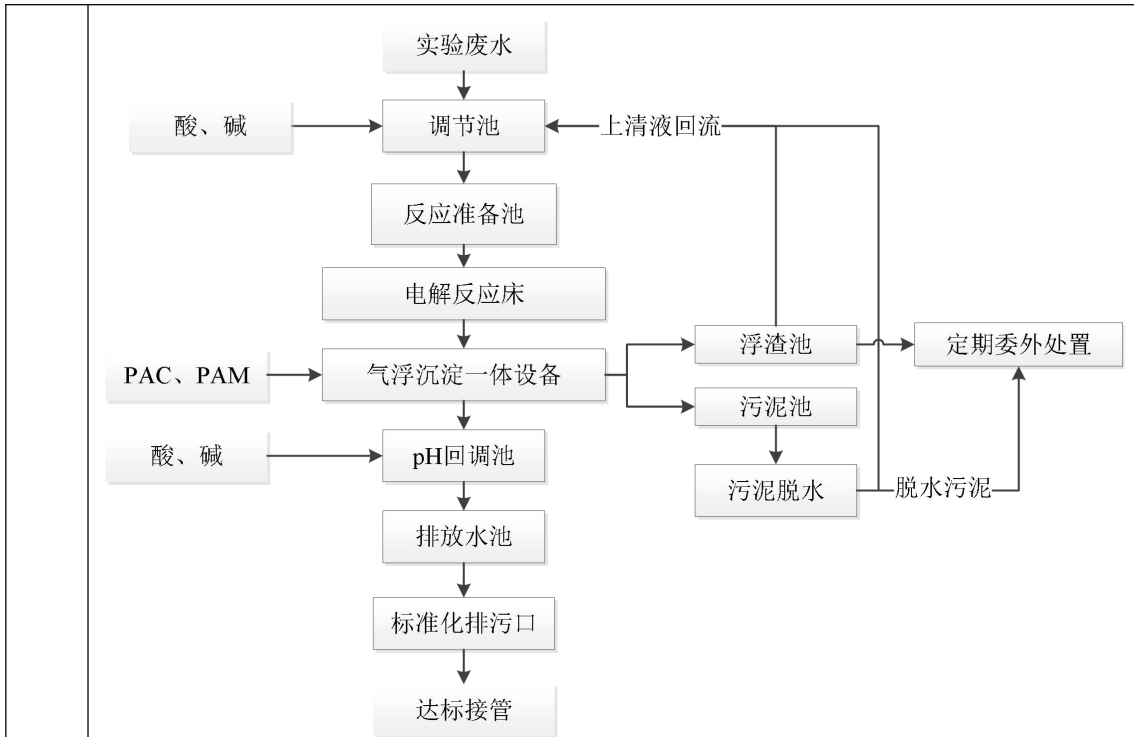 实验废水
酸、碱
调节池
上清液回流
反应准备池
电解反应床
浮渣池
定期委外处置
PAC、PAM
气浮沉淀一体设备
污泥池
酸、碱
pH回调池
污泥脱水
脱水污泥
排放水池
标准化排污口
达标接管